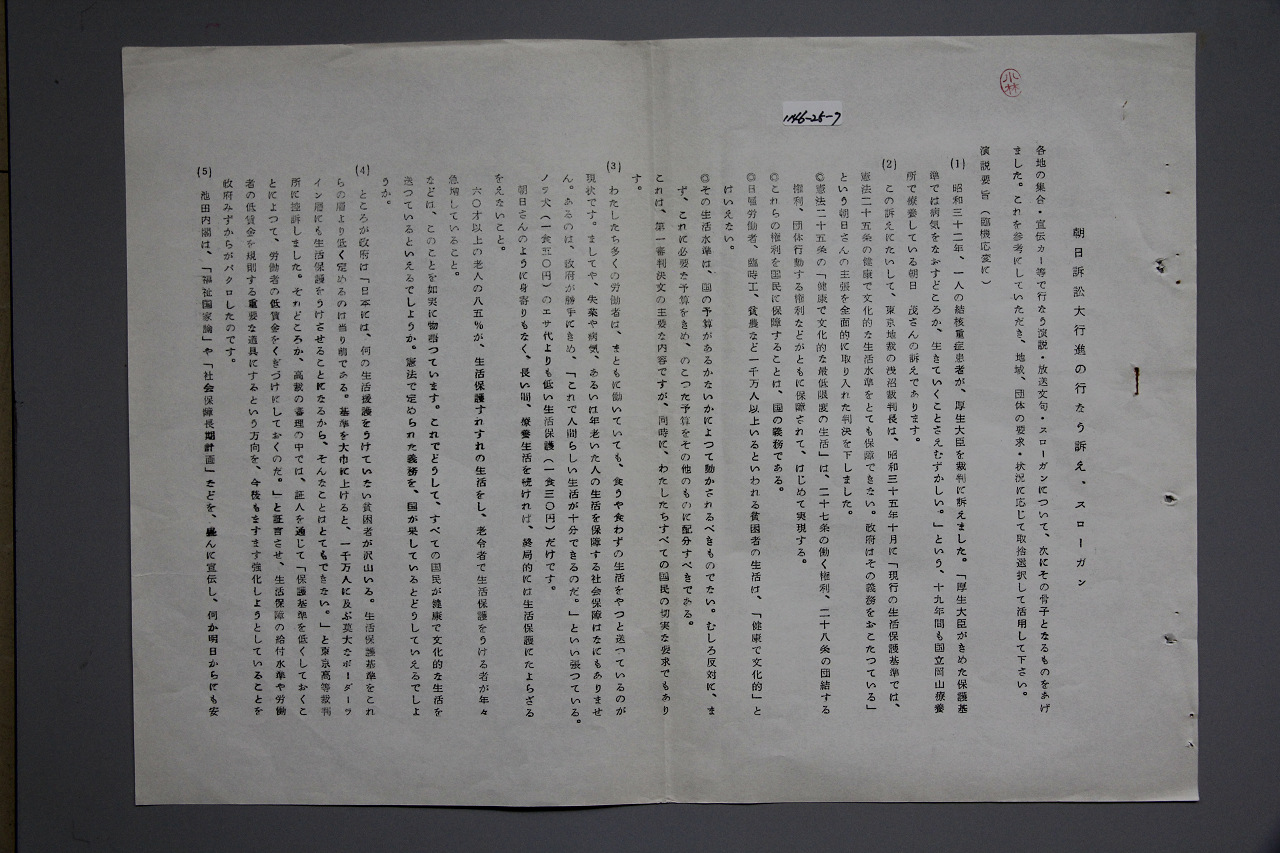 小林
1146-25-7
朝日訴訟大行進の行なう訴え、スローガン
各地の集合・宣伝カー等で行なう演説・放送文句・スローガンについて、次にその骨子となるものをあげ
ました。これを参考にしていただき、地域、団体の要求・状況に応じて取捨選択して活用して下さい。
演説要旨(臨機応変に)
(1) 昭和三十二年、一人の結核重症患者が、厚生大臣を裁判に訴えました。「厚生大臣がきめた保護基
準では病気をなおすどころか、生きていくことさえむずかしい。」という、十九年間も国立岡山療養
所で療養している朝日 茂さんの訴えであります。
(2) この訴えにたいして、東京地裁の浅沼裁判長は、昭和三十五年十月に「現行の生活保護基準では、
憲法二十五条の健康で文化的な生活水準をとても保障できない。政府はその義務をおこたつている」
という朝日さんの主張を全面的に取り入れた判決を下しました。
◎憲法二十五条の「健康で文化的な最低限度の生活」は、二十七条の働く権利、二十八条の団結する
権利、団体行動する権利などがともに保障されて、はじめて実現する。
◎これらの権利を国民に保障することは、国の義務である。
◎日雇労働者、臨時工、貧農など一千万人以上いるといわれる貧困者の生活は、「健康で文化的」と
はいえない。
◎その生活水準は、国の予算があるかないかによつて動かされるべきものでない。むしろ反対に、ま
ず、これに必要な予算をきめ、のこつた予算をその他のものに配分すべきである。
これは、第一審判決文の主要な内容ですが、同時に、わたしたちすべての国民の切実な要求でもあり
ます。
(3) わたしたち多くの労働者は、まともに働いていても、食うや食わずの生活をやつと送つているのが
現状です。ましてや、失業や病気、あるいは年老いた人の生活を保障する社会保障はなにもありませ
ん。あるのは、政府が勝手にきめ、「これで人間らしい生活が十分できるのだ。」といい張つている。
ノラ犬(一食五〇円)のエサ代よりも低い生活保護(一食三〇円)だけです。
朝日さんのように身寄りもなく、長い間、療養生活を続ければ、終局的には生活保護にたよらざる
をえないこと。
六〇才以上の老人の八五%が、生活保護すれすれの生活をし、老令者で生活保護をうける者が年々
急増していること。
などは、このことを如実に物語つています。これでどうして、すべての国民が健康で文化的な生活を
送つているといえるでしようか。憲法で定められた義務を、国が果しているとどうしていえるでしよ
うか。
(4) ところが政府は「日本には、何の生活援護をうけていない貧困者が沢山いる。生活保護基準をこれ
らの層より低く定めるのは当り前である。基準を大巾に上げると、一千万人に及ぶ莫大なボーダーラ
イン層にも生活保護をうけさせることになるから、そんなことはとてもできない。」と東京高等裁判
所に控訴しました。それどころか、高裁の審理の中では、証人を通じて「保護基準を低くしておくこ
とによつて、労働者の低賃金をくぎづけにしておくのだ。」と証言させ、生活保障の給付水準や労働
者の低賃金を規制する重要な道具にするという方向を、今後もますます強化しようとしていることを
政府みずからがバクロしたのです。
(5) 池田内閣は、「福祉国家論」や「社会保障長期計画」などを、盛んに宣伝し、何か明日からにも安